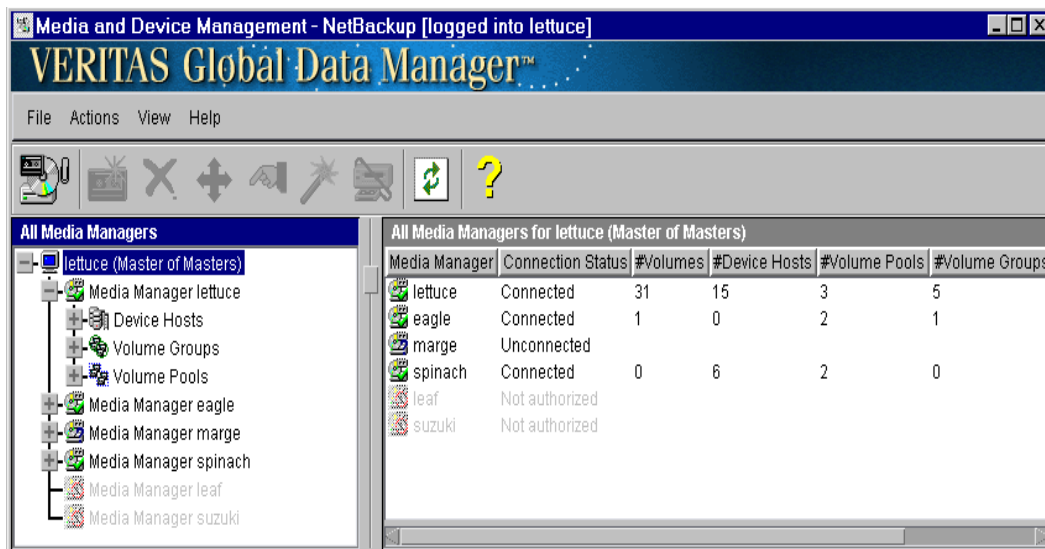 Media and Device Management - NetBackup [logged into lettuce]
VERITAS Global Data Manager™
File Actions View Help
All Media Managers
lettuce (Master of Masters)
Media Manager lettuce
Device Hosts
Volume Groups
Volume Pools
Media Manager eagle
Media Manager marge
Media Manager spinach
Media Manager leaf
Media Manager suzuki
All Media Managers for lettuce (Master of Masters)
Media Manager Connection Status #Volumes #Device Hosts #Volume Pools #Volume Groups
lettuce Connected 31 15 3 5
eagle Connected 1 0 2 1
marge Unconnected
spinach Connected 0 6 2 0
leaf Not authorized
suzuki Not authorized